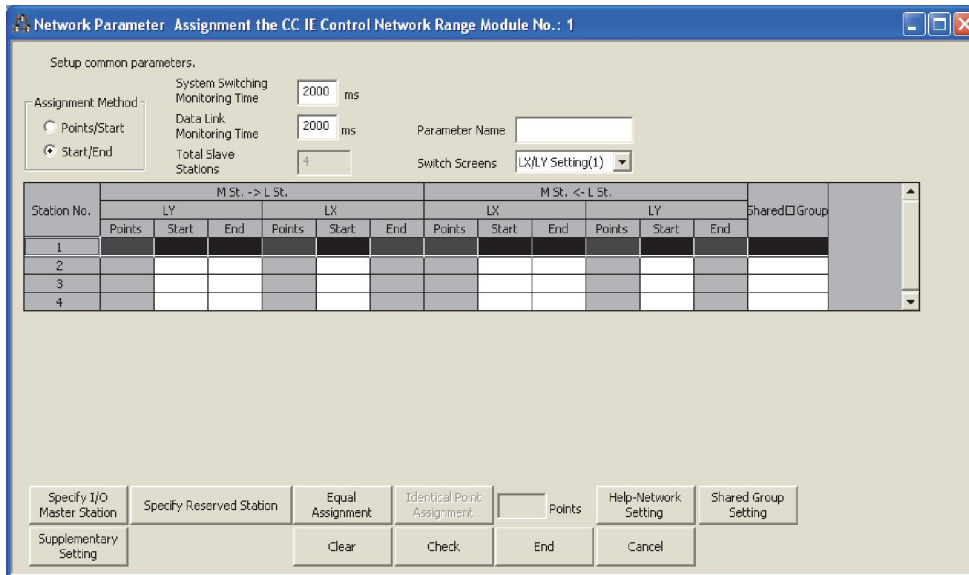 Network Parameter Assignment the CC IE Control Network Range Module No.: 1
Setup common parameters.
Assignment Method
Points/Start
Start/End
System Switching
Monitoring Time
2000 ms
Data Link
Monitoring Time
2000 ms
Total Slave
Stations
4
Parameter Name
Switch Screens
LX/LY Setting(1)
Station No. M St. -> L St. M St. <- L St. Shared□Group
LY LX LX LY
Points Start End Points Start End Points Start End Points Start End
1
2
3
4
Specify I/O
Master Station
Specify Reserved Station
Equal
Assignment
Identical Point
Assignment
Points
Help-Network
Setting
Shared Group
Setting
Supplementary
Setting
Clear
Check
End
Cancel